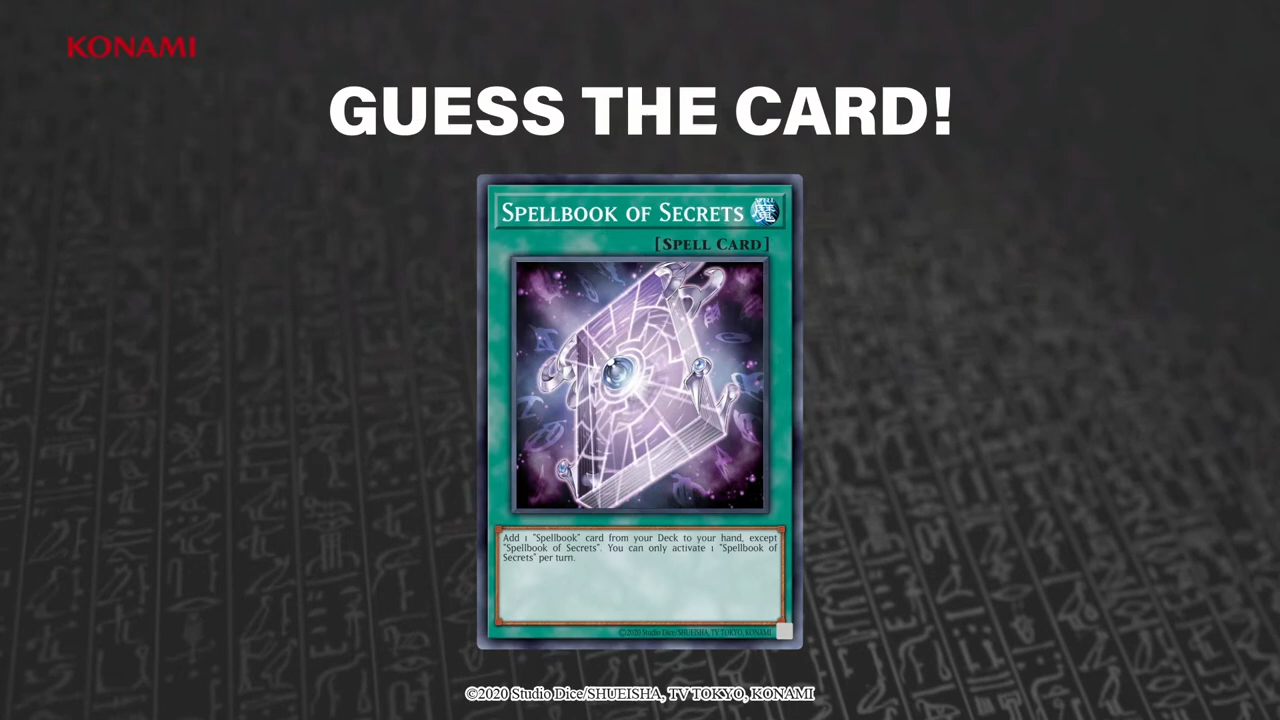 KONAMI
GUESS THE CARD!
SPELLBOOK OF SECRETS 魔
[SPELL CARD]
Add 1 "Spellbook" card from your Deck to your hand, except
"Spellbook of Secrets". You can only activate 1 "Spellbook of
Secrets" per turn.
©2020 Studio Dice/SHUEISHA, TV TOKYO, KONAMI
©2020 Studio Dice/SHUEISHA, TV TOKYO, KONAMI